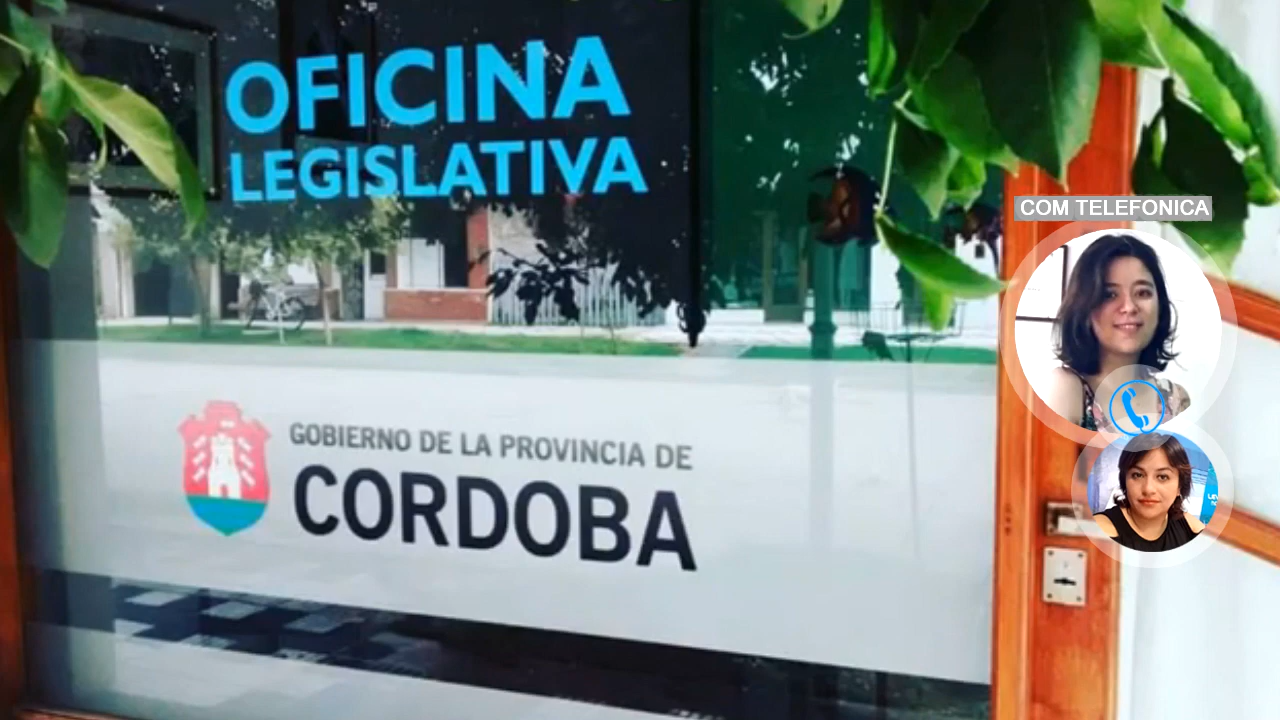 OFICINA
LEGISLATIVA
COM TELEFONICA
GOBIERNO DE LA PROVINCIA DE
CORDOBA